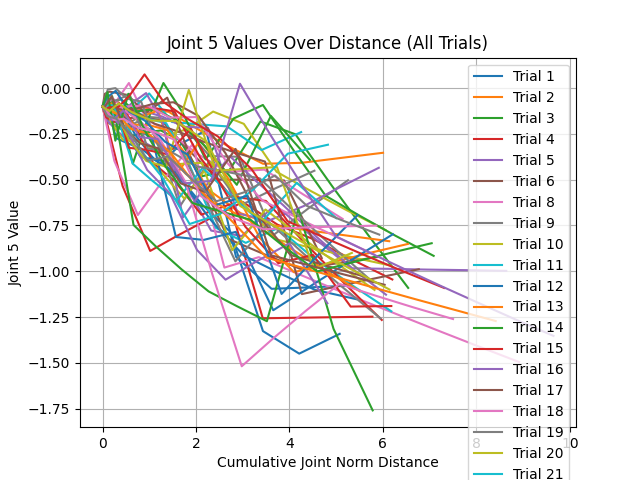 Joint 5 Values Over Distance (All Trials)
Joint 5 Value
0.00
−0.25
−0.50
−0.75
−1.00
−1.25
−1.50
−1.75
0
2
4
6
8
10
Cumulative Joint Norm Distance
Trial 1
Trial 2
Trial 3
Trial 4
Trial 5
Trial 6
Trial 8
Trial 9
Trial 10
Trial 11
Trial 12
Trial 13
Trial 14
Trial 15
Trial 16
Trial 17
Trial 18
Trial 19
Trial 20
Trial 21